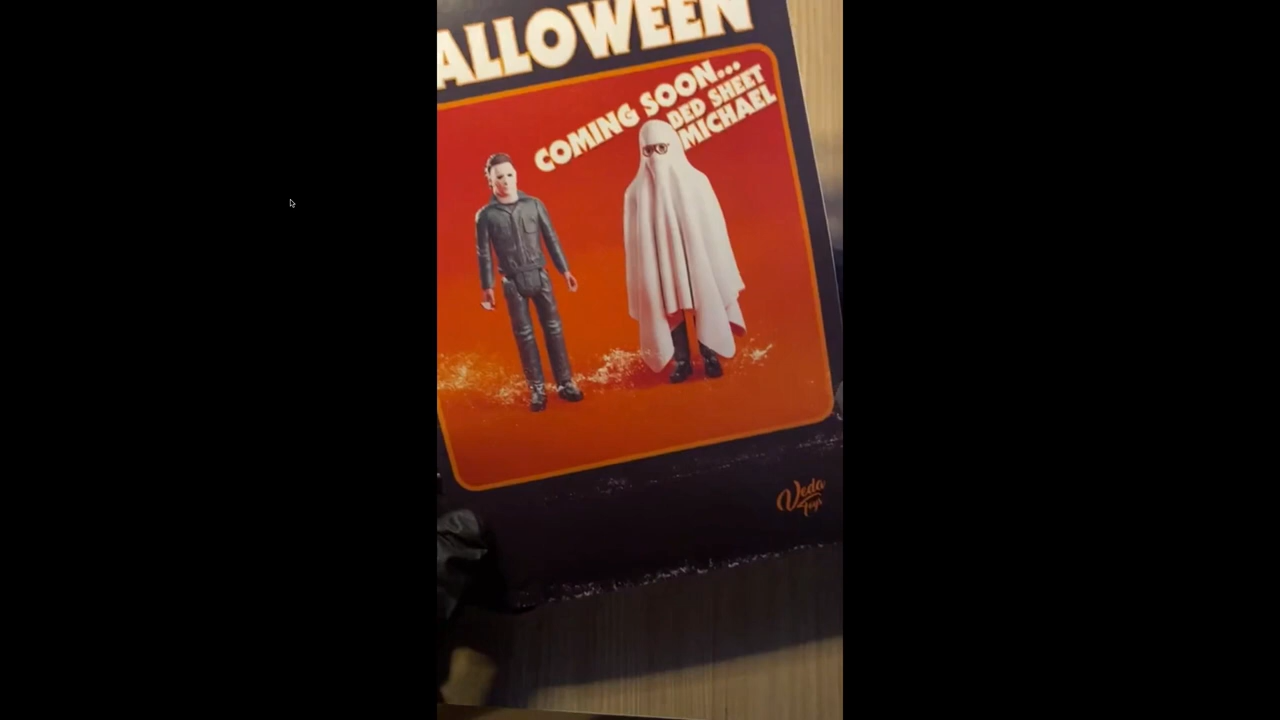 ALLOWEEN
COMING SOON...
BED SHEET
MICHAEL
Veda
toys